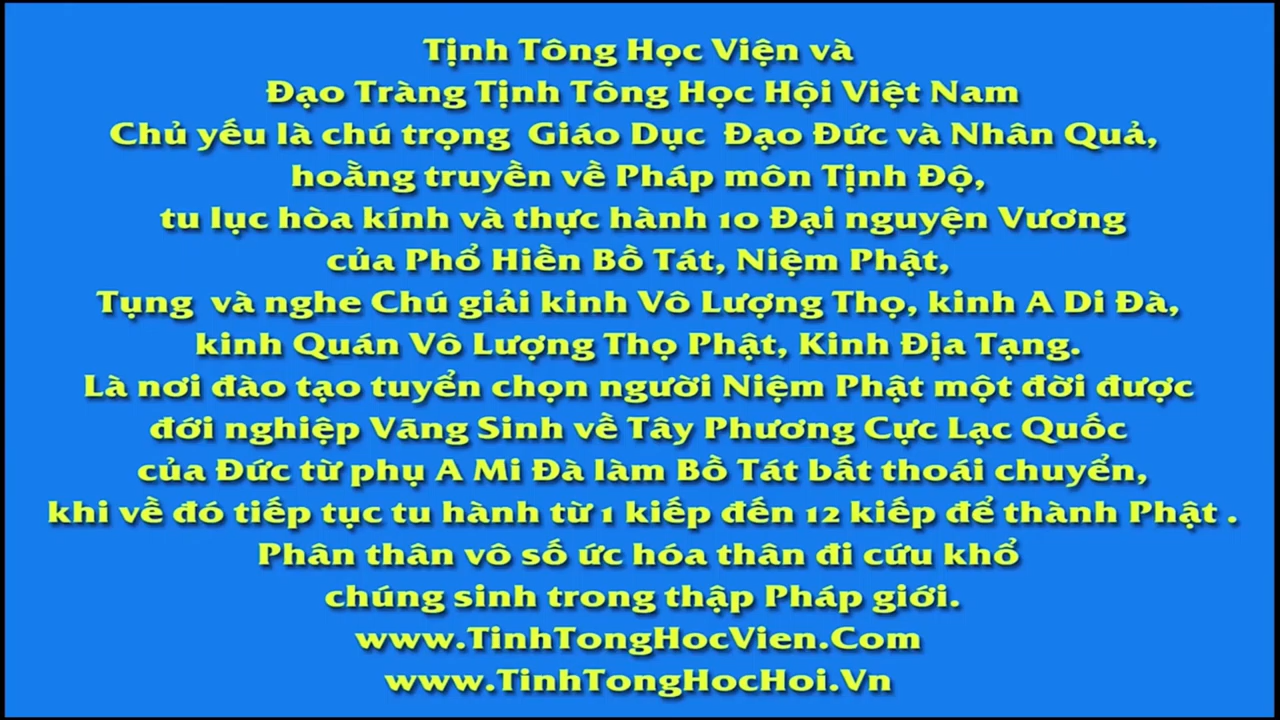 Tịnh Tông Học Viện và
Đạo Tràng Tịnh Tông Học Hội Việt Nam
Chủ yếu là chú trọng Giáo Dục Đạo Đức và Nhân Quả,
hoằng truyền về Pháp môn Tịnh Độ,
tu lục hòa kính và thực hành 10 Đại nguyện Vương
của Phổ Hiền Bồ Tát, Niệm Phật,
Tụng và nghe Chú giải kinh Vô Lượng Thọ, kinh A Di Đà,
kinh Quán Vô Lượng Thọ Phật, Kinh Địa Tạng.
Là nơi đào tạo tuyển chọn người Niệm Phật một đời được
đới nghiệp Vãng Sinh về Tây Phương Cực Lạc Quốc
của Đức từ phụ A Mi Đà làm Bồ Tát bất thoái chuyển,
khi về đó tiếp tục tu hành từ 1 kiếp đến 12 kiếp để thành Phật .
Phân thân vô số ức hóa thân đi cứu khổ
chúng sinh trong thập Pháp giới.
www.TinhTongHocVien.Com
www.TinhTongHocHoi.Vn